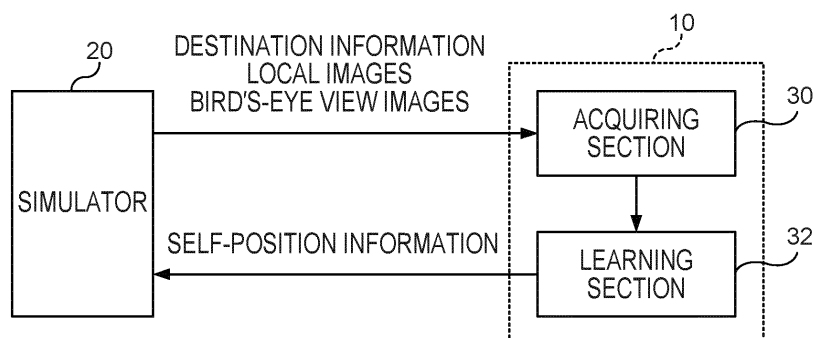 20
DESTINATION INFORMATION
LOCAL IMAGES
BIRD'S-EYE VIEW IMAGES
10
ACQUIRING
SECTION
30
SIMULATOR
SELF-POSITION INFORMATION
LEARNING
SECTION
32